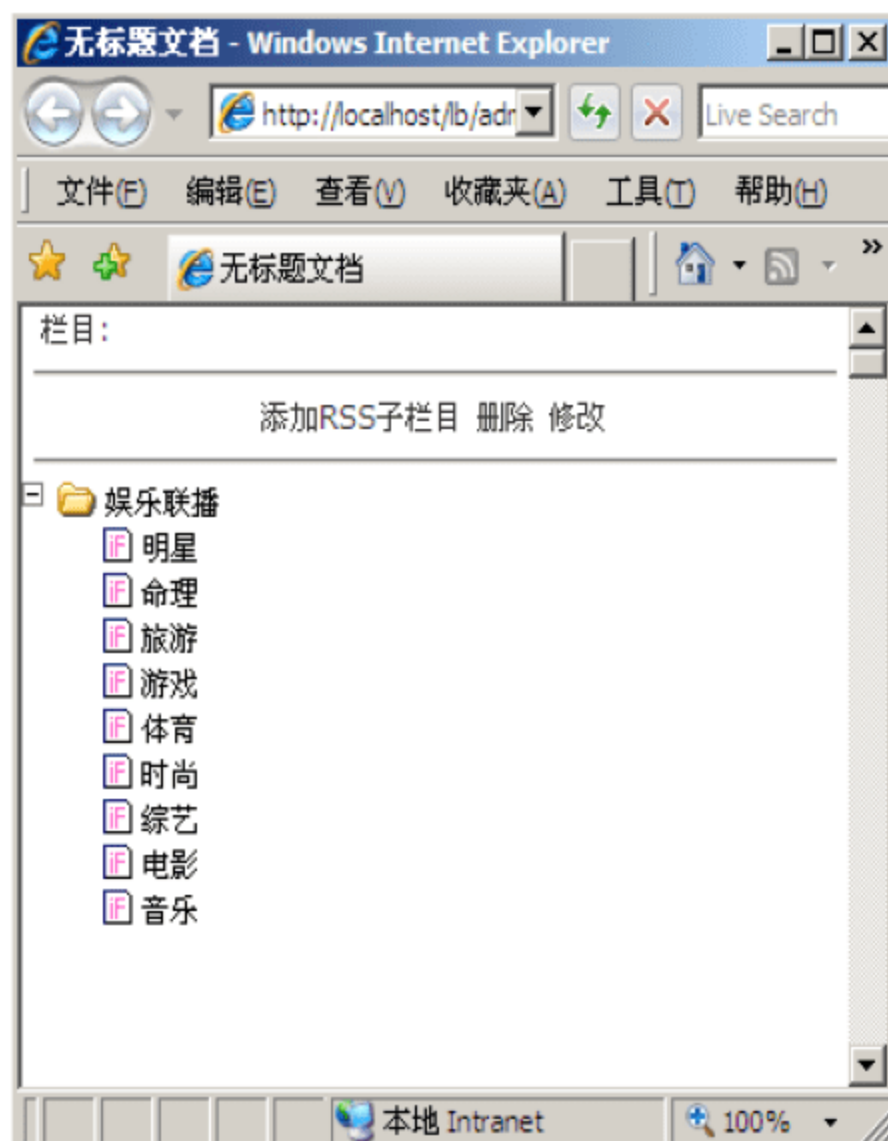 无标题文档 - Windows Internet Explorer
http://localhost/lb/adr
Live Search
文件(F) 编辑(E) 查看(V) 收藏夹(A) 工具(T) 帮助(H)
无标题文档
栏目:
添加RSS子栏目 删除 修改
娱乐联播
明星
命理
旅游
游戏
体育
时尚
综艺
电影
音乐
本地 Intranet
100%